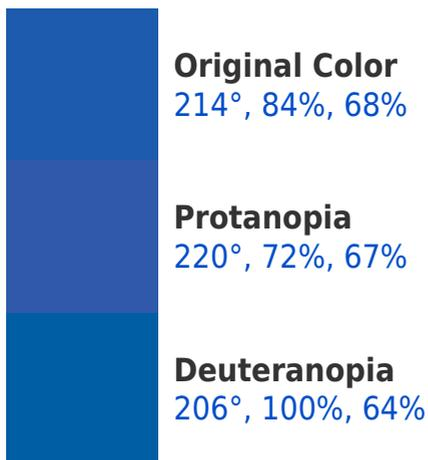 Original Color
214°, 84%, 68%
Protanopia
220°, 72%, 67%
Deuteranopia
206°, 100%, 64%